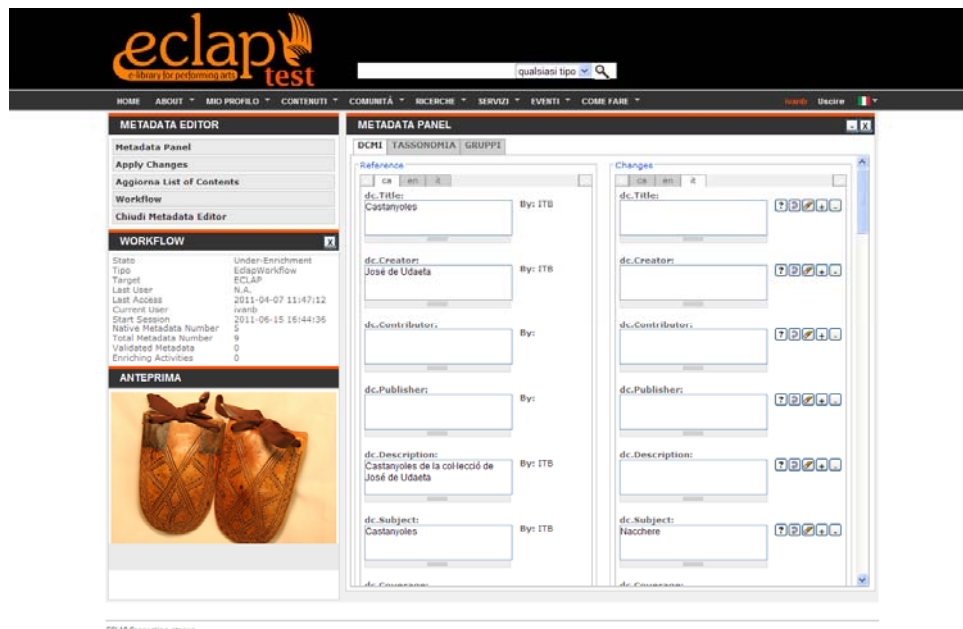 eclap
e-library for performing arts
test
qualsiasi tipo
HOME ABOUT MIO PROFILO CONTENUTI COMUNITÁ RICERCHE SERVIZI EVENTI COME FARE ivanb Uscire
METADATA EDITOR
Metadata Panel
Apply Changes
Aggiorna List of Contents
Workflow
Chiudi Metadata Editor
WORKFLOW X
Stato Under-Enrichment
Tipo EclapWorkflow
Target ECLAP
Last User N.A.
Last Access 2011-04-07 11:47:12
Current User ivanb
Start Session 2011-06-15 16:44:36
Native Metadata Number 5
Total Metadata Number 9
Validated Metadata 0
Enriching Activities 0
ANTEPRIMA
METADATA PANEL - X
DCMI TASSONOMIA GRUPPI
Reference
ca en it
dc.Title:
Castanyoles
By: ITB
dc.Creator:
José de Udaeta
By: ITB
dc.Contributor:
By:
dc.Publisher:
By:
dc.Description:
Castanyoles de la col·lecció de
José de Udaeta
By: ITB
dc.Subject:
Castanyoles
By: ITB
dc.Coverage:
Changes
ca en it
dc.Title:
? + -
dc.Creator:
? + -
dc.Contributor:
? + -
dc.Publisher:
? + -
dc.Description:
? + -
dc.Subject:
Nacchere
? + -
dc.Coverage: